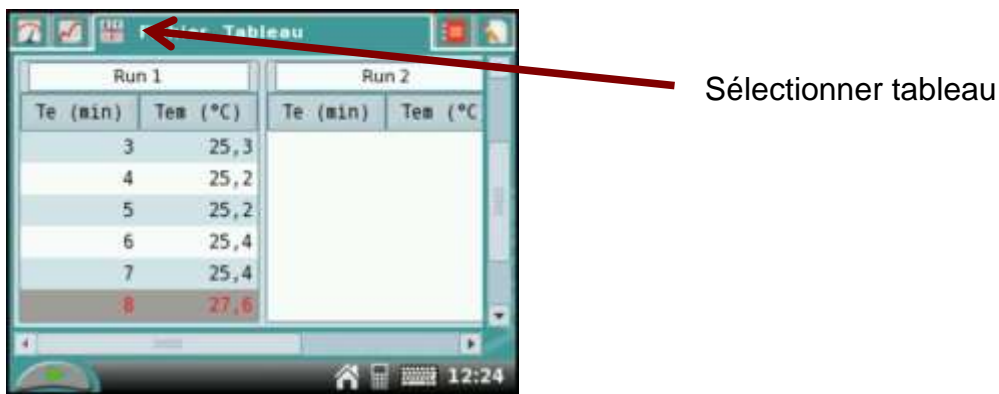 Tableau
Sélectionner tableau
Run 1 Run 2
Te (min) Tem (°C) Te (min) Tem (°C
3 25,3
4 25,2
5 25,2
6 25,4
7 25,4
8 27,6
12:24